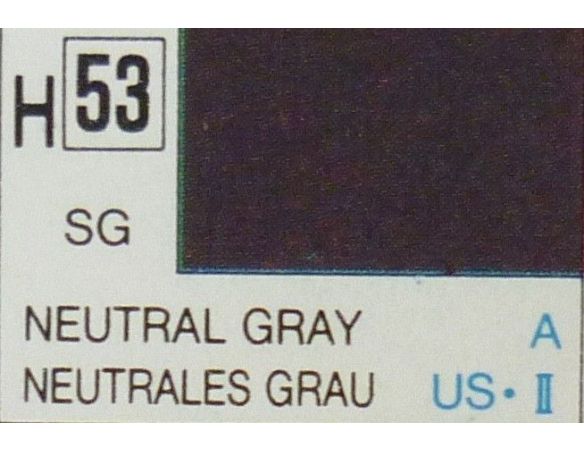 H 53
SG
NEUTRAL GRAY A
NEUTRALES GRAU US・II